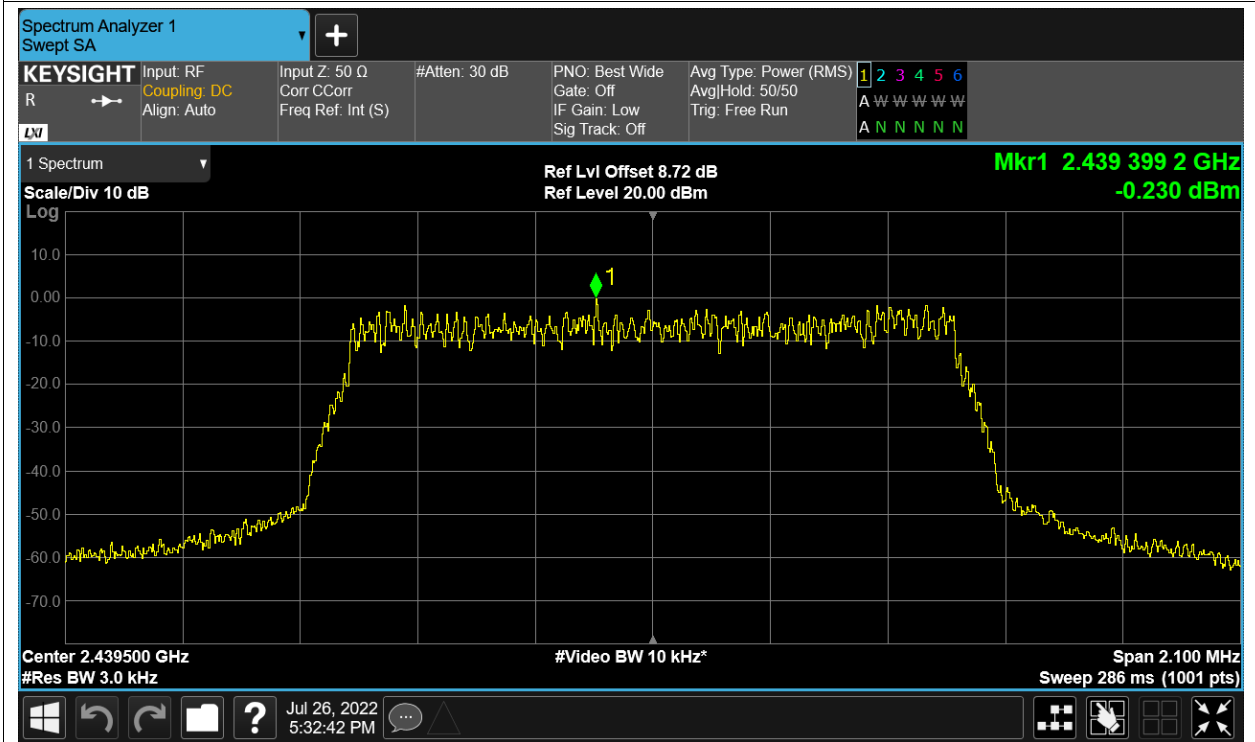 Spectrum Analyzer 1
Swept SA
+
KEYSIGHT
R
LXI
Input: RF
Coupling: DC
Align: Auto
Input Z: 50 Ω
Corr CCorr
Freq Ref: Int (S)
#Atten: 30 dB
PNO: Best Wide
Gate: Off
IF Gain: Low
Sig Track: Off
Avg Type: Power (RMS)
Avg|Hold: 50/50
Trig: Free Run
1 2 3 4 5 6
A W W W W W
A N N N N N
1 Spectrum
Scale/Div 10 dB
Ref Lvl Offset 8.72 dB
Ref Level 20.00 dBm
Mkr1 2.439 399 2 GHz
-0.230 dBm
Log
10.0
0.00
-10.0
-20.0
-30.0
-40.0
-50.0
-60.0
-70.0
1
Center 2.439500 GHz
#Res BW 3.0 kHz
#Video BW 10 kHz*
Span 2.100 MHz
Sweep 286 ms (1001 pts)
?
Jul 26, 2022
5:32:42 PM